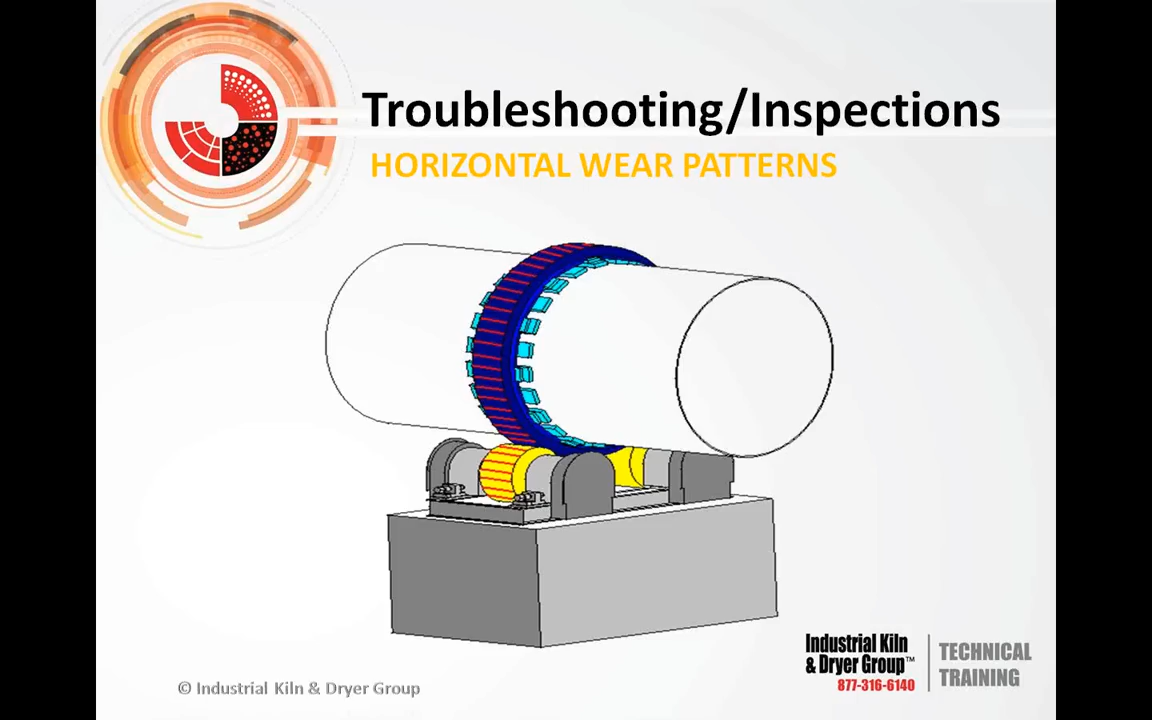 Troubleshooting/Inspections
HORIZONTAL WEAR PATTERNS
Industrial Kiln
& Dryer Group™
877-316-6140
TECHNICAL
TRAINING
© Industrial Kiln & Dryer Group